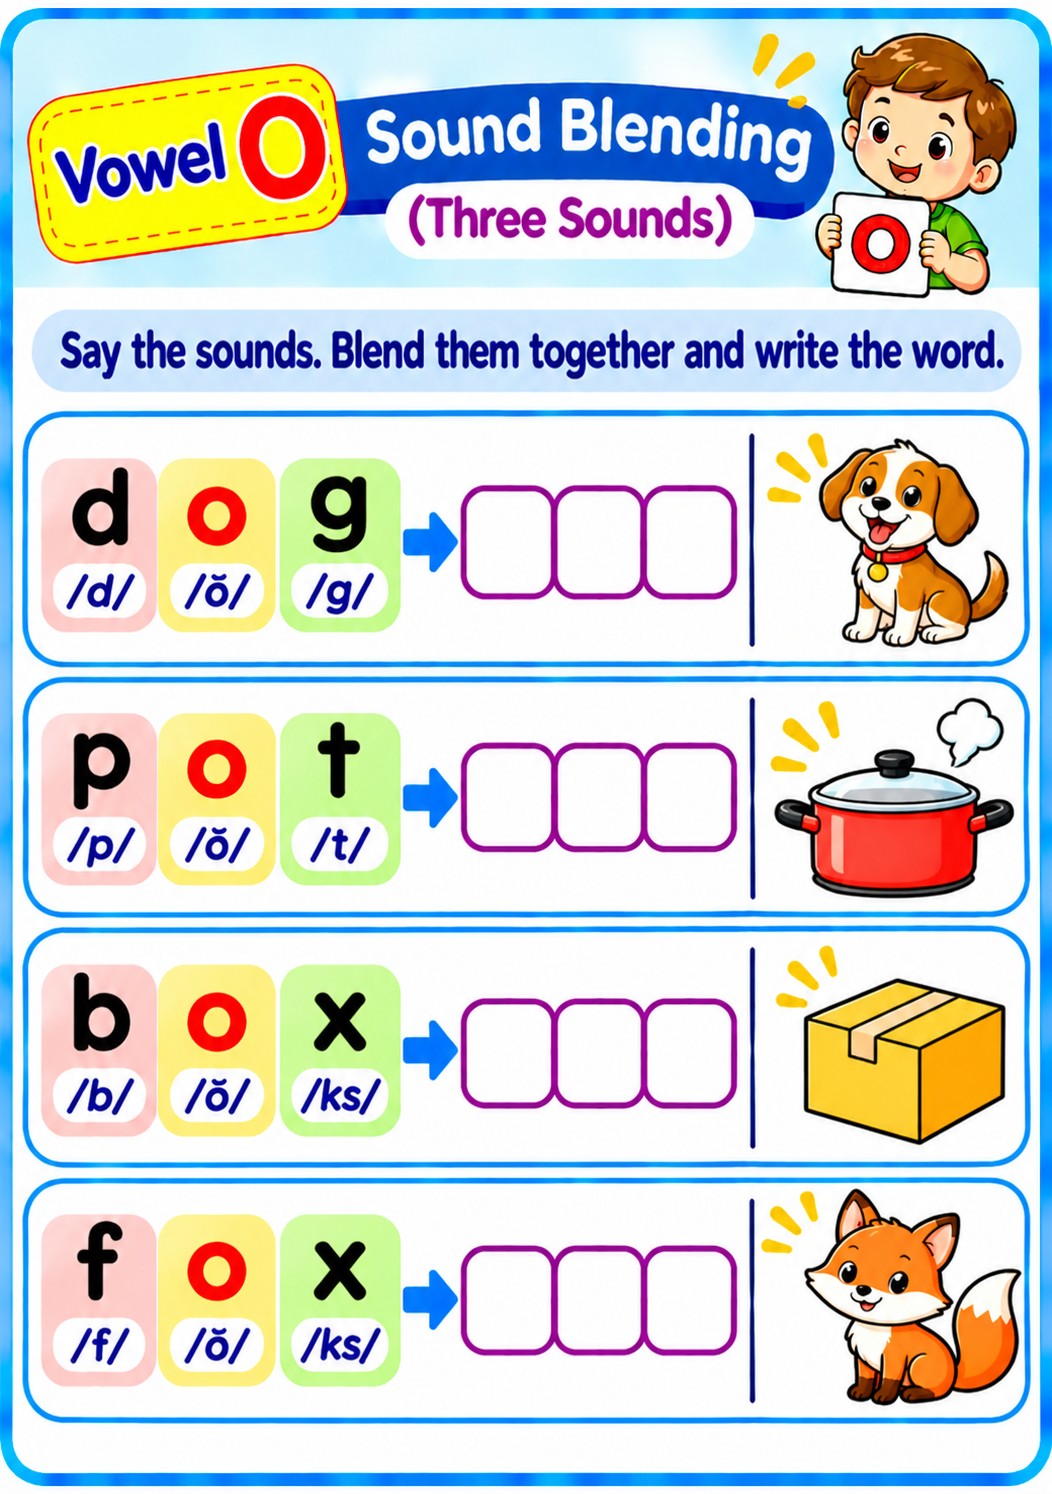 Vowel O
Sound Blending
(Three Sounds)
O
Say the sounds. Blend them together and write the word.
d o g
/d/ /ŏ/ /g/
p o t
/p/ /ŏ/ /t/
b o x
/b/ /ŏ/ /ks/
f o x
/f/ /ŏ/ /ks/